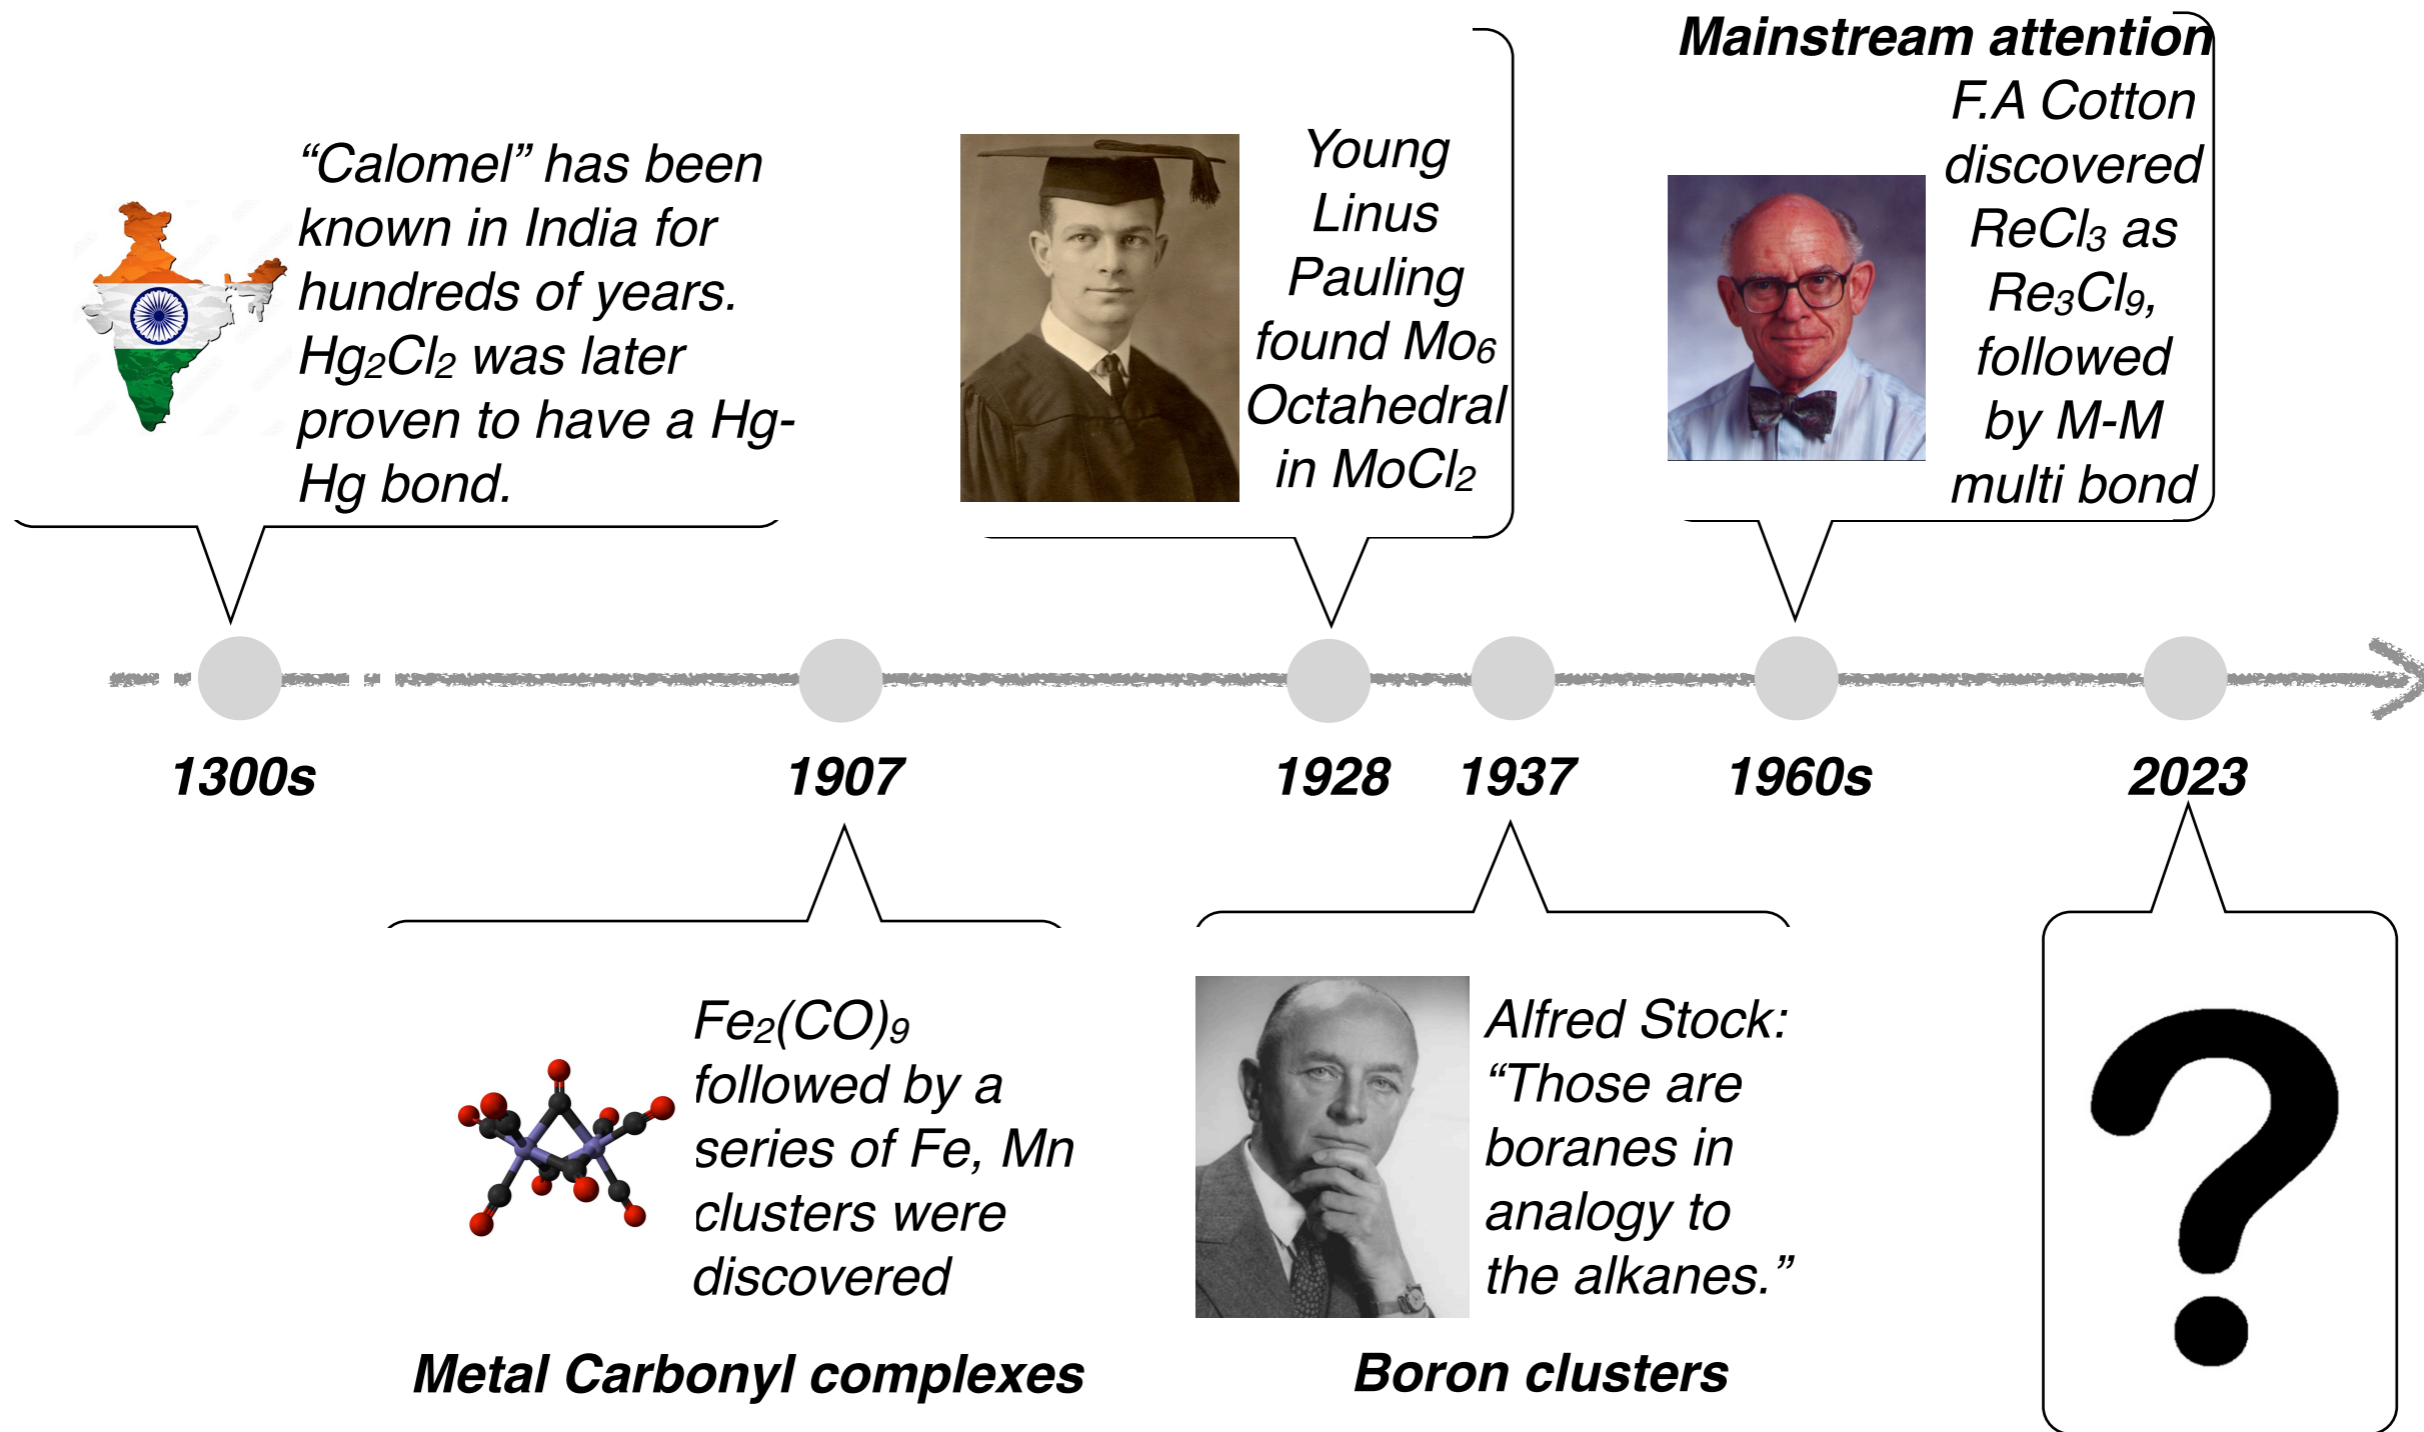 “Calomel” has been
known in India for
hundreds of years.
Hg₂Cl₂ was later
proven to have a Hg-
Hg bond.
Young
Linus
Pauling
found Mo₆
Octahedral
in MoCl₂
Mainstream attention
F.A Cotton
discovered
ReCl₃ as
Re₃Cl₉,
followed
by M-M
multi bond
1300s
1907
1928
1937
1960s
2023
Fe₂(CO)₉
followed by a
series of Fe, Mn
clusters were
discovered
Metal Carbonyl complexes
Alfred Stock:
“Those are
boranes in
analogy to
the alkanes.”
Boron clusters
?